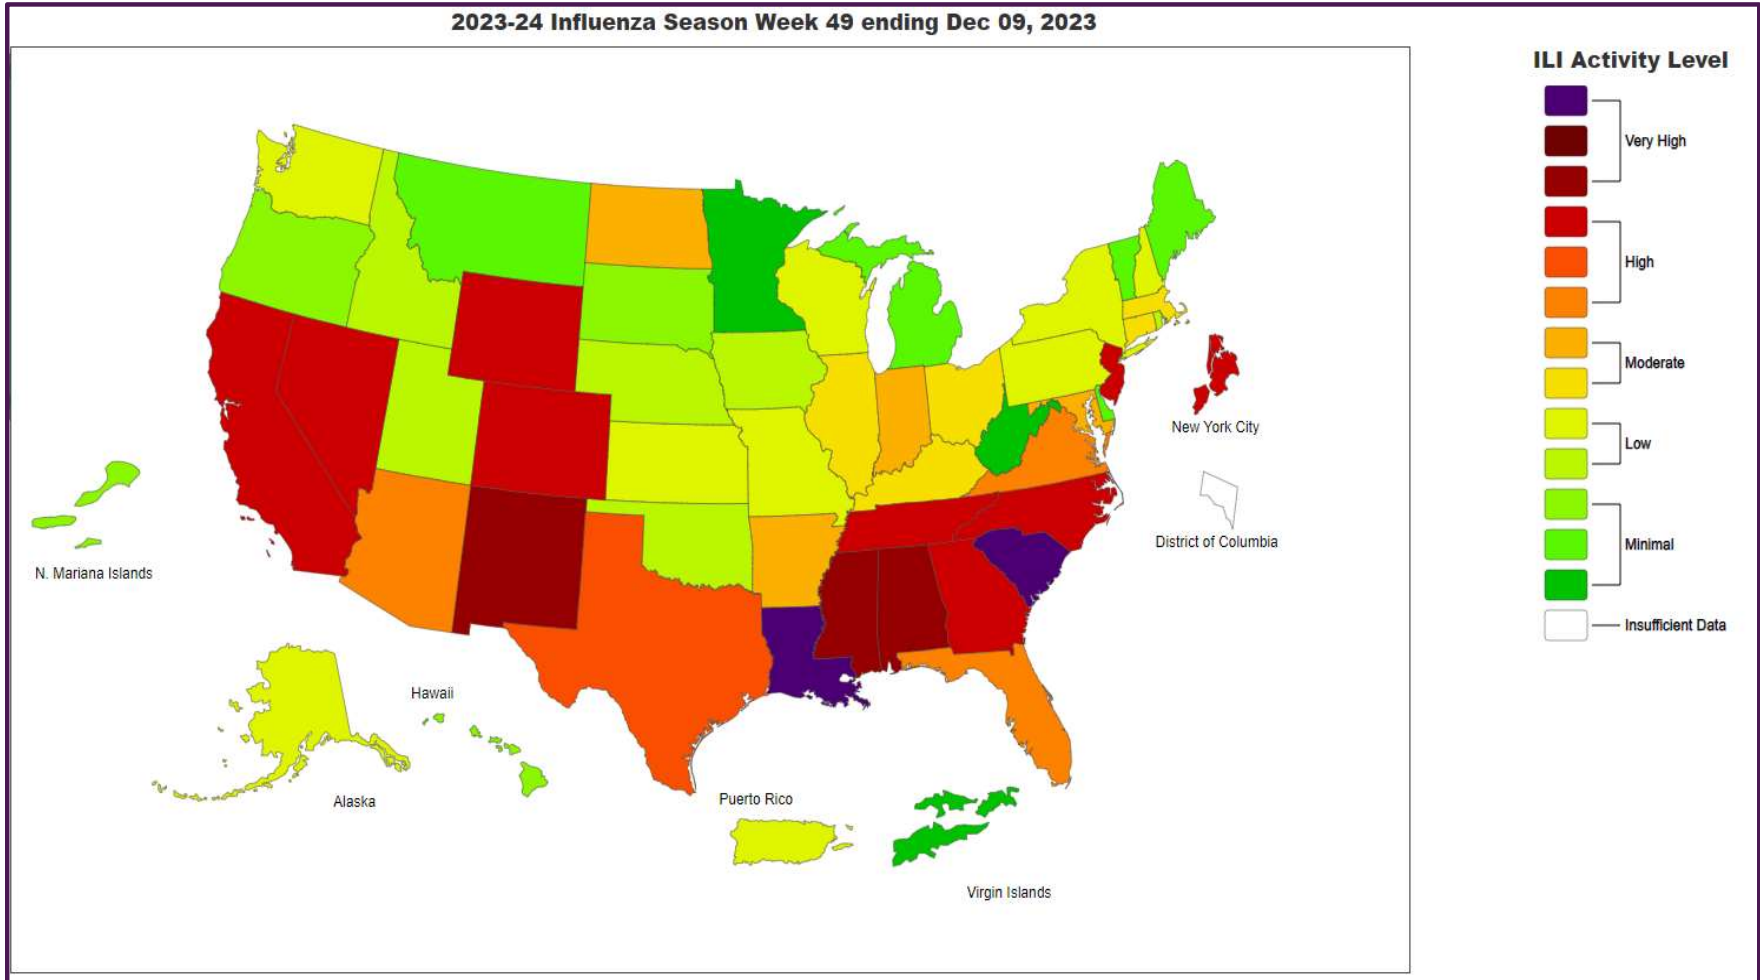 2023-24 Influenza Season Week 49 ending Dec 09, 2023
ILI Activity Level
Very High
High
Moderate
Low
Minimal
Insufficient Data
New York City
District of Columbia
N. Mariana Islands
Hawaii
Alaska
Puerto Rico
Virgin Islands